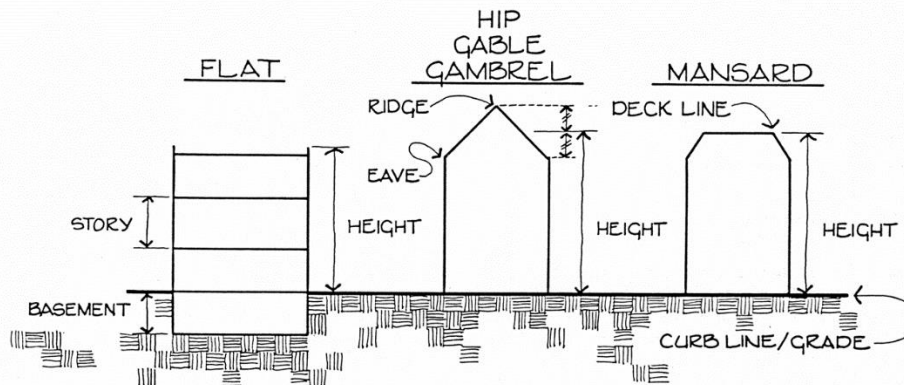 FLAT
HIP
GABLE
GAMBREL
MANSARD
RIDGE
DECK LINE
EAVE
STORY
HEIGHT
HEIGHT
HEIGHT
BASEMENT
CURB LINE/GRADE